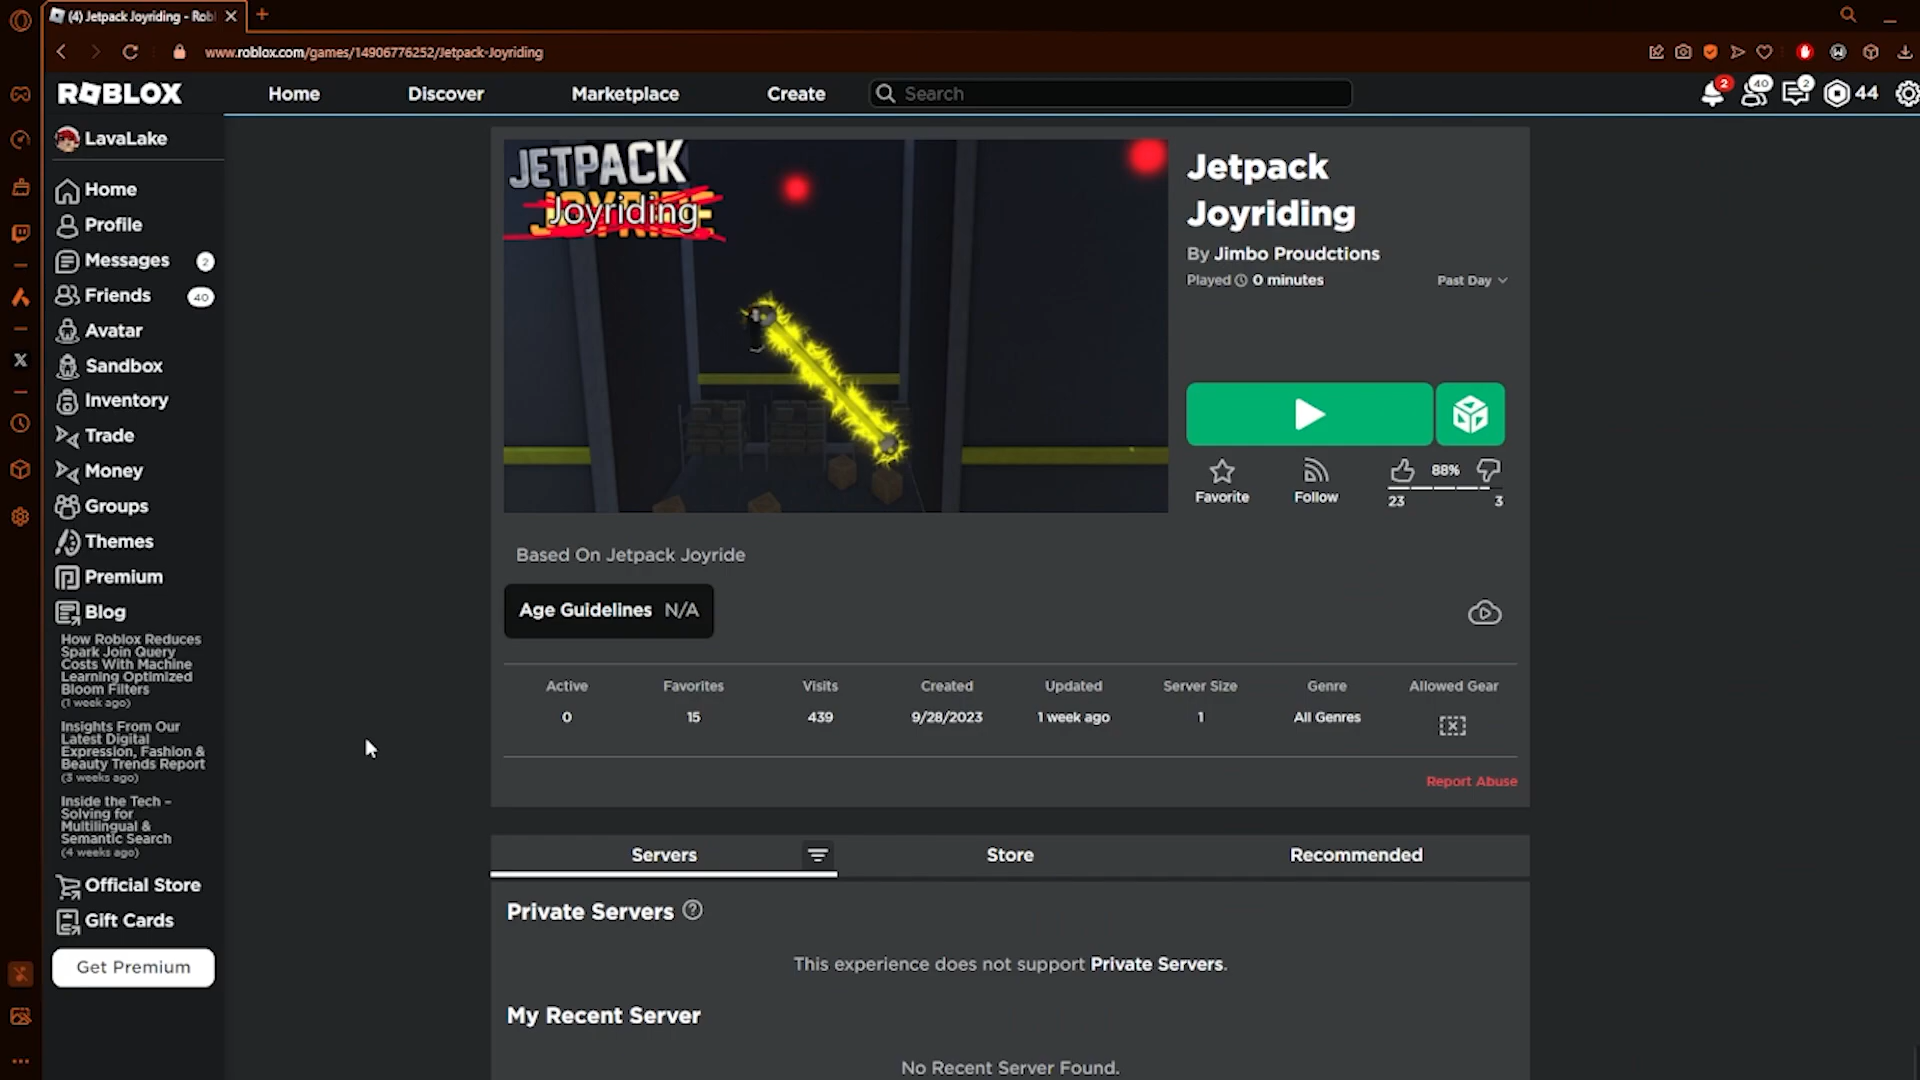 (4) Jetpack Joyriding - Rob
www.roblox.com/games/14906776252/Jetpack-Joyriding
ROBLOX
Home
Discover
Marketplace
Create
Search
2
40
2
44
LavaLake
Home
Profile
Messages
2
Friends
40
Avatar
Sandbox
Inventory
Trade
Money
Groups
Themes
Premium
Blog
How Roblox Reduces
Spark Join Query
Costs With Machine
Learning Optimized
Bloom Filters
(1 week ago)
Insights From Our
Latest Digital
Expression, Fashion &
Beauty Trends Report
(3 weeks ago)
Inside the Tech –
Solving for
Multilingual &
Semantic Search
(4 weeks ago)
Official Store
Gift Cards
Get Premium
JETPACK
JOYRIDE
Joyriding
Jetpack
Joyriding
By Jimbo Proudctions
Played 0 minutes
Past Day
Favorite
Follow
88%
23
3
Based On Jetpack Joyride
Age Guidelines N/A
Active
Favorites
Visits
Created
Updated
Server Size
Genre
Allowed Gear
0
15
439
9/28/2023
1 week ago
1
All Genres
Report Abuse
Servers
Store
Recommended
Private Servers
This experience does not support Private Servers.
My Recent Server
No Recent Server Found.